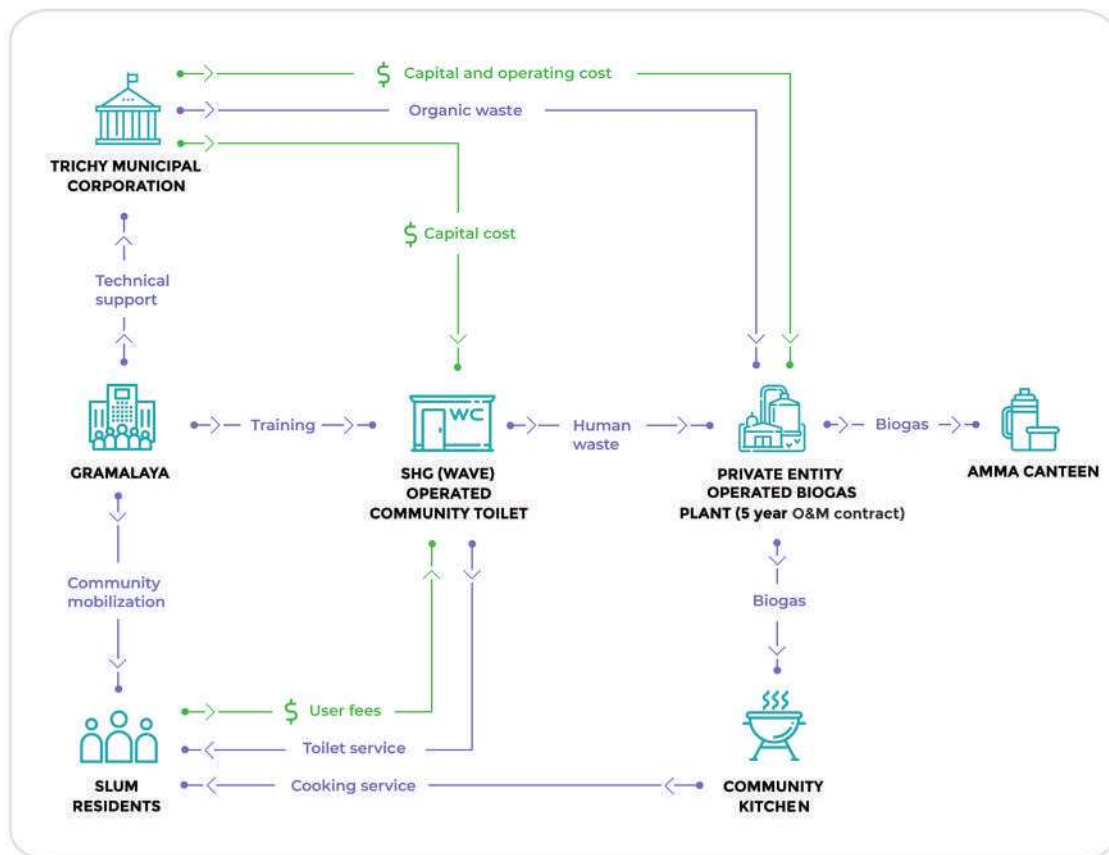 $ Capital and operating cost
Organic waste
TRICHY MUNICIPAL
CORPORATION
$ Capital cost
Technical
support
WC
Training
Human
waste
Biogas
GRAMALAYA
SHG (WAVE)
OPERATED
COMMUNITY TOILET
PRIVATE ENTITY
OPERATED BIOGAS
PLANT (5 year O&M contract)
AMMA CANTEEN
Community
mobilization
Biogas
$ User fees
Toilet service
Cooking service
SLUM
RESIDENTS
COMMUNITY
KITCHEN